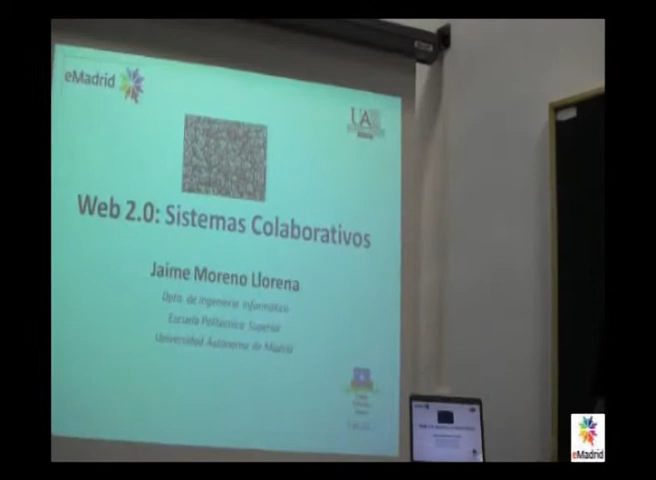 eMadrid
UA
Web 2.0: Sistemas Colaborativos
Jaime Moreno Llorena
Dpto. de Ingeniería Informática
Escuela Politécnica Superior
Universidad Autónoma de Madrid
eMadrid